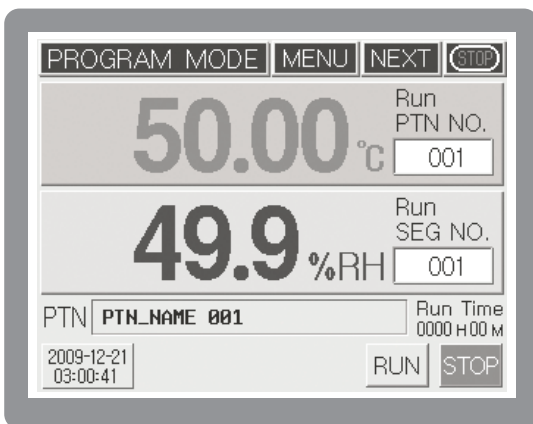 PROGRAM MODE MENU NEXT STOP
50.00 °C
Run
PTN NO.
001
49.9 %RH
Run
SEG NO.
001
PTN PTN_NAME 001
Run Time
0000 H 00 M
2009-12-21
03:00:41
RUN STOP